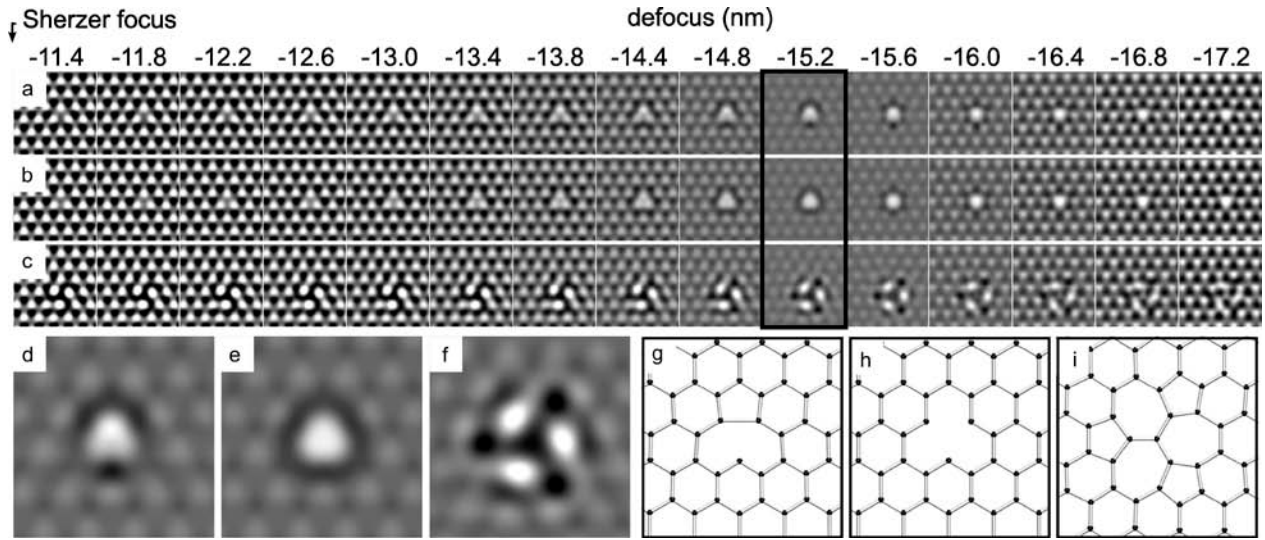 Sherzer focus
defocus (nm)
-11.4 -11.8 -12.2 -12.6 -13.0 -13.4 -13.8 -14.4 -14.8 -15.2 -15.6 -16.0 -16.4 -16.8 -17.2
a
b
c
d e f g h i